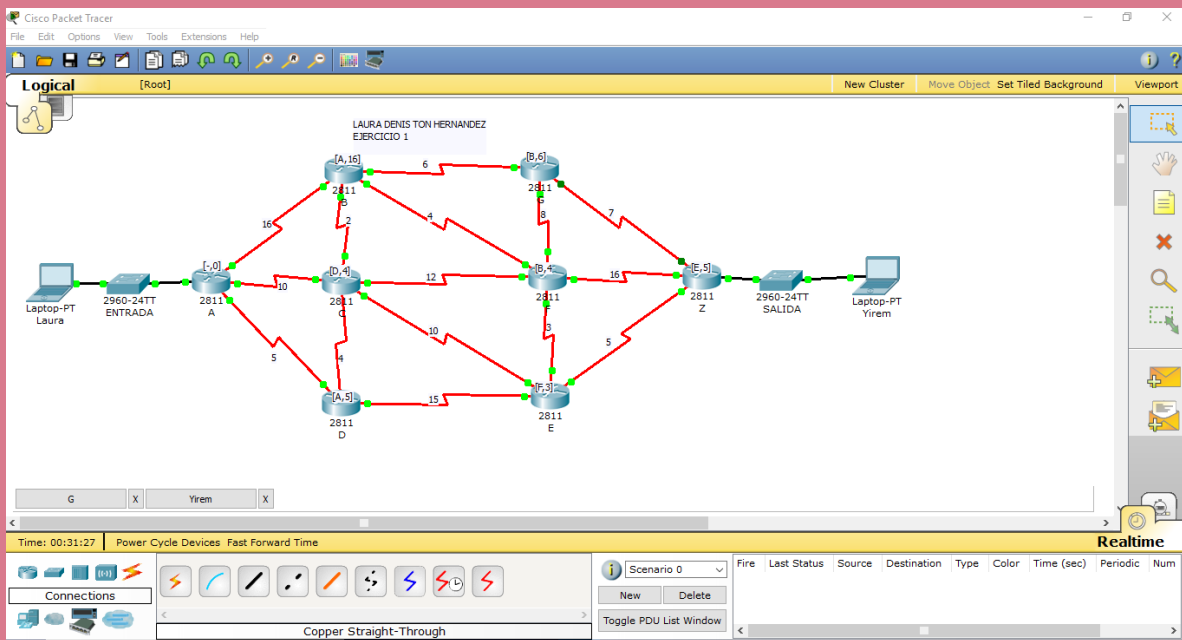 Cisco Packet Tracer
File Edit Options View Tools Extensions Help
Logical [Root] New Cluster Move Object Set Tiled Background Viewport
LAURA DENIS TON HERNANDEZ
EJERCICIO 1
[A,16]
2811
B
6
[B,6]
2811
G
16
2
4
8
7
[-,0]
2811
A
10
[D,4]
2811
C
12
[B,4]
2811
F
16
[E,5]
2811
Z
Laptop-PT
Laura
2960-24TT
ENTRADA
2960-24TT
SALIDA
Laptop-PT
Yirem
5
4
10
3
5
[A,5]
2811
D
15
[F,3]
2811
E
G X Yirem X
Time: 00:31:27 Power Cycle Devices Fast Forward Time Realtime
Connections
Copper Straight-Through
Scenario 0
New Delete
Toggle PDU List Window
Fire Last Status Source Destination Type Color Time (sec) Periodic Num